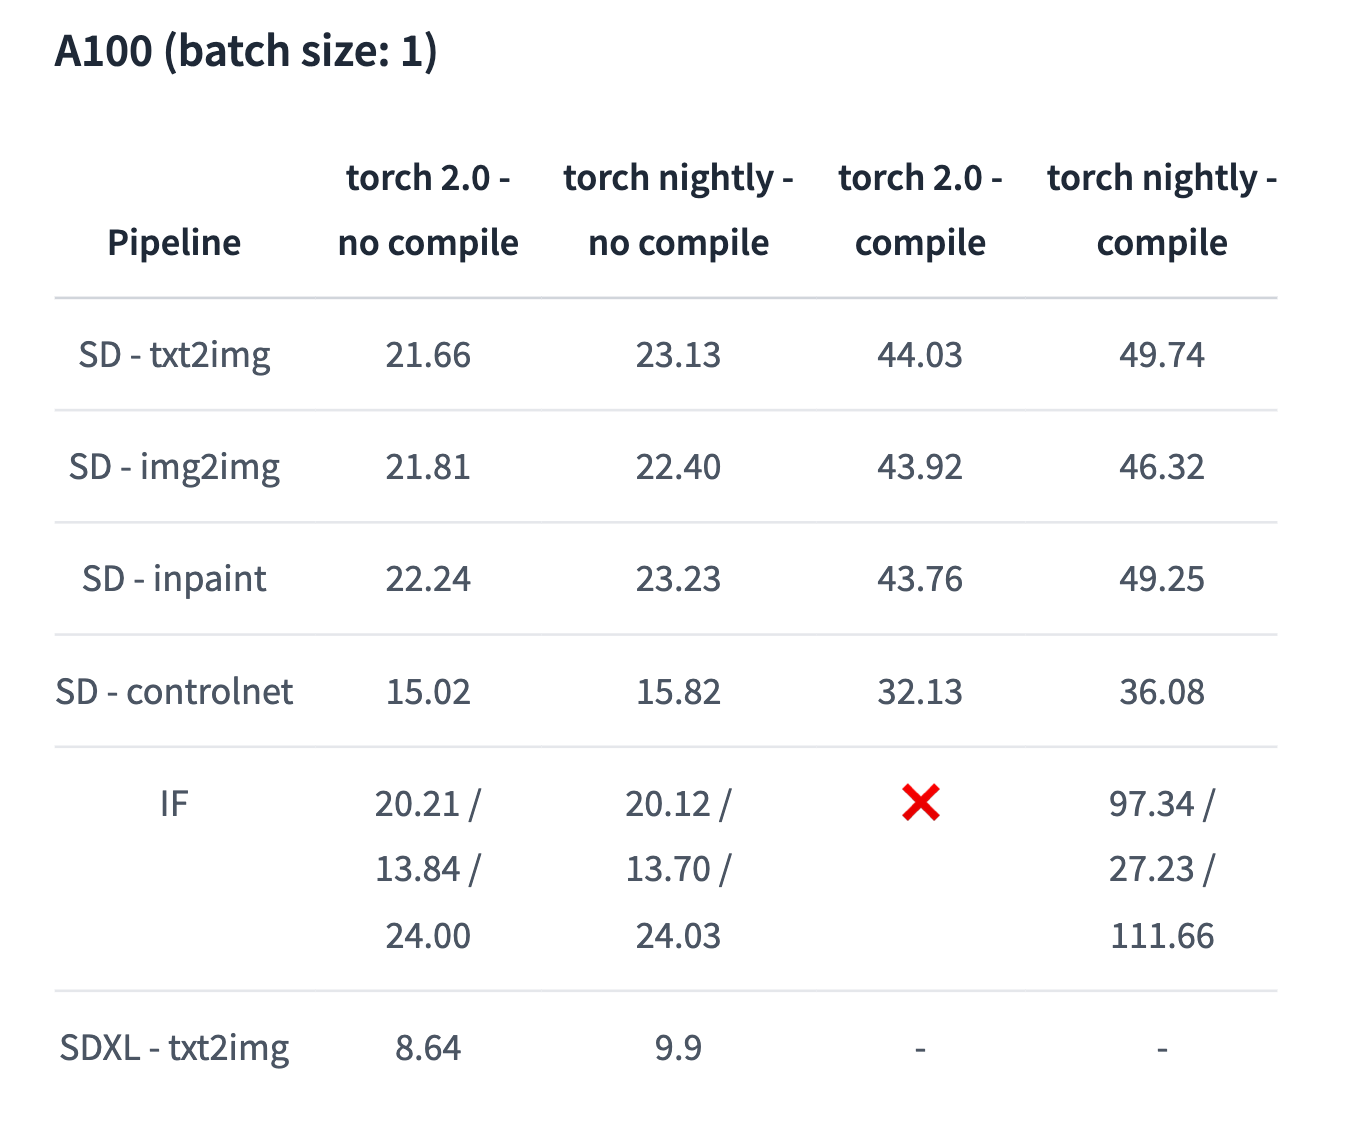 A100 (batch size: 1)
torch 2.0 - torch nightly - torch 2.0 - torch nightly -
Pipeline no compile no compile compile compile
SD - txt2img 21.66 23.13 44.03 49.74
SD - img2img 21.81 22.40 43.92 46.32
SD - inpaint 22.24 23.23 43.76 49.25
SD - controlnet 15.02 15.82 32.13 36.08
IF 20.21 / 20.12 / ❌ 97.34 /
13.84 / 13.70 / 27.23 /
24.00 24.03 111.66
SDXL - txt2img 8.64 9.9 - -